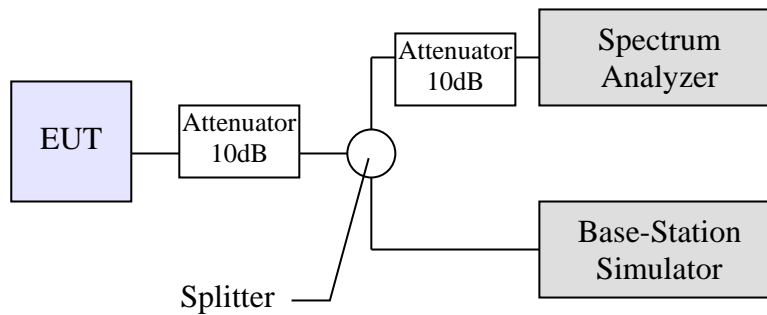 EUT
Attenuator
10dB
Attenuator
10dB
Spectrum
Analyzer
Base-Station
Simulator
Splitter